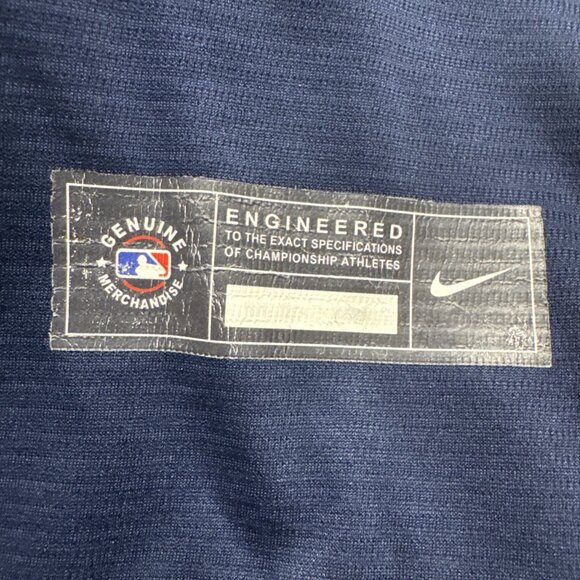 GENUINE
MERCHANDISE
ENGINEERED
TO THE EXACT SPECIFICATIONS
OF CHAMPIONSHIP ATHLETES